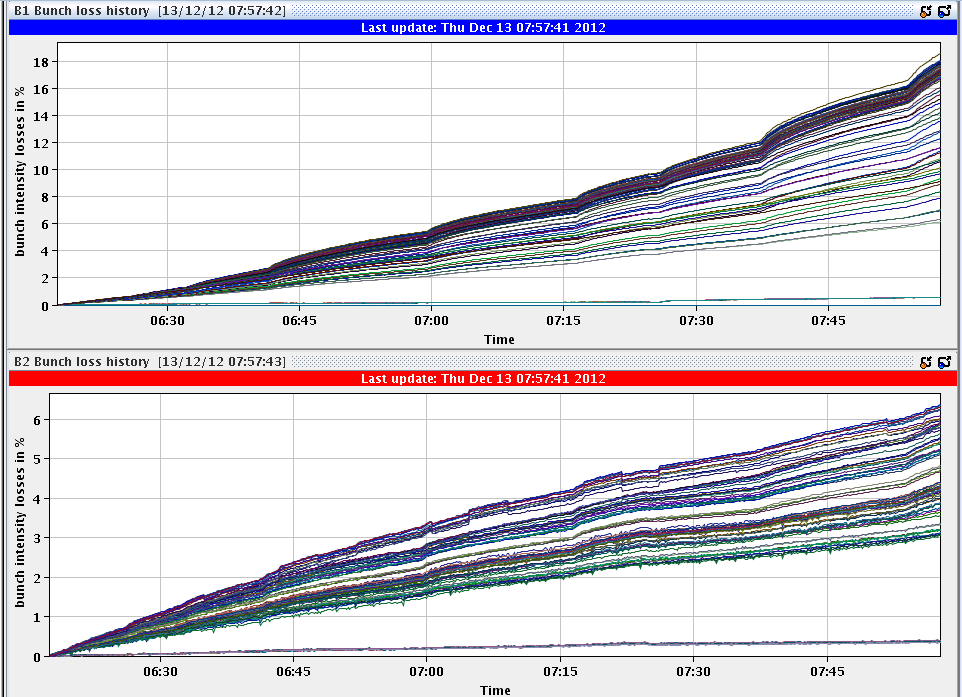 B1 Bunch loss history [13/12/12 07:57:42]
Last update: Thu Dec 13 07:57:41 2012
bunch intensity losses in %
18
16
14
12
10
8
6
4
2
0
06:30 06:45 07:00 07:15 07:30 07:45
Time
B2 Bunch loss history [13/12/12 07:57:43]
Last update: Thu Dec 13 07:57:41 2012
bunch intensity losses in %
6
5
4
3
2
1
0
06:30 06:45 07:00 07:15 07:30 07:45
Time